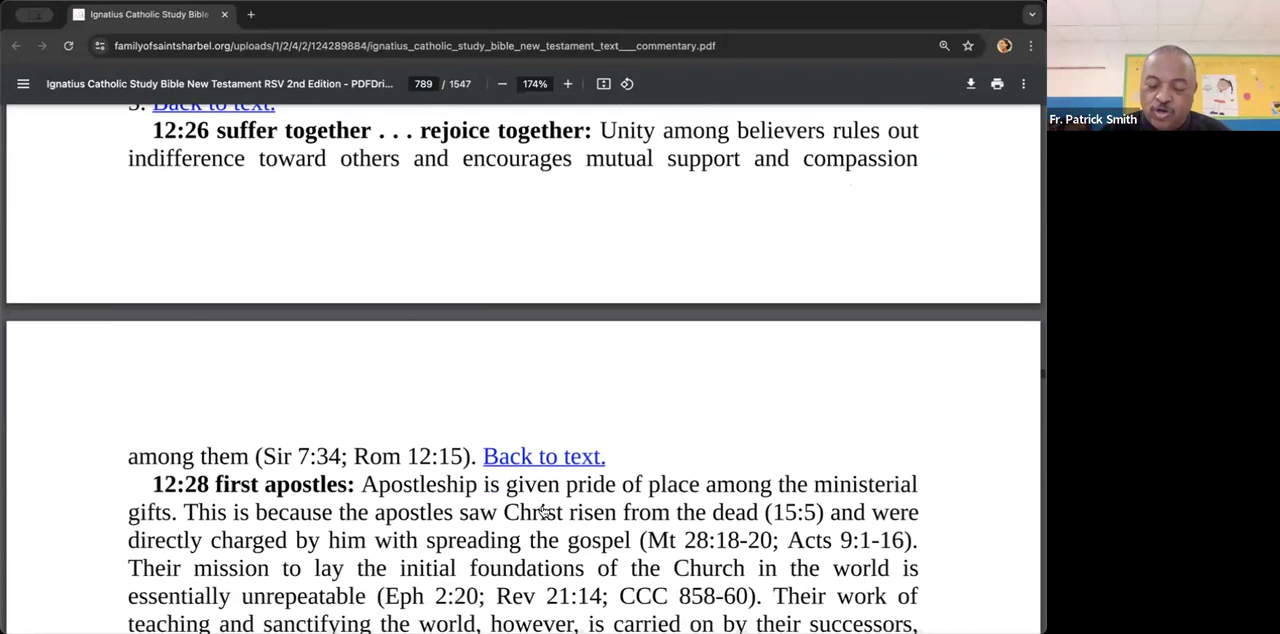 Ignatius Catholic Study Bible
familyofsaintsharbel.org/uploads/1/2/4/2/124289884/ignatius_catholic_study_bible_new_testament_text___commentary.pdf
Ignatius Catholic Study Bible New Testament RSV 2nd Edition - PDFDri... 789 / 1547 174%
Fr. Patrick Smith
Back to text.
12:26 suffer together . . . rejoice together: Unity among believers rules out
indifference toward others and encourages mutual support and compassion
among them (Sir 7:34; Rom 12:15). Back to text.
12:28 first apostles: Apostleship is given pride of place among the ministerial
gifts. This is because the apostles saw Christ risen from the dead (15:5) and were
directly charged by him with spreading the gospel (Mt 28:18-20; Acts 9:1-16).
Their mission to lay the initial foundations of the Church in the world is
essentially unrepeatable (Eph 2:20; Rev 21:14; CCC 858-60). Their work of
teaching and sanctifying the world, however, is carried on by their successors,